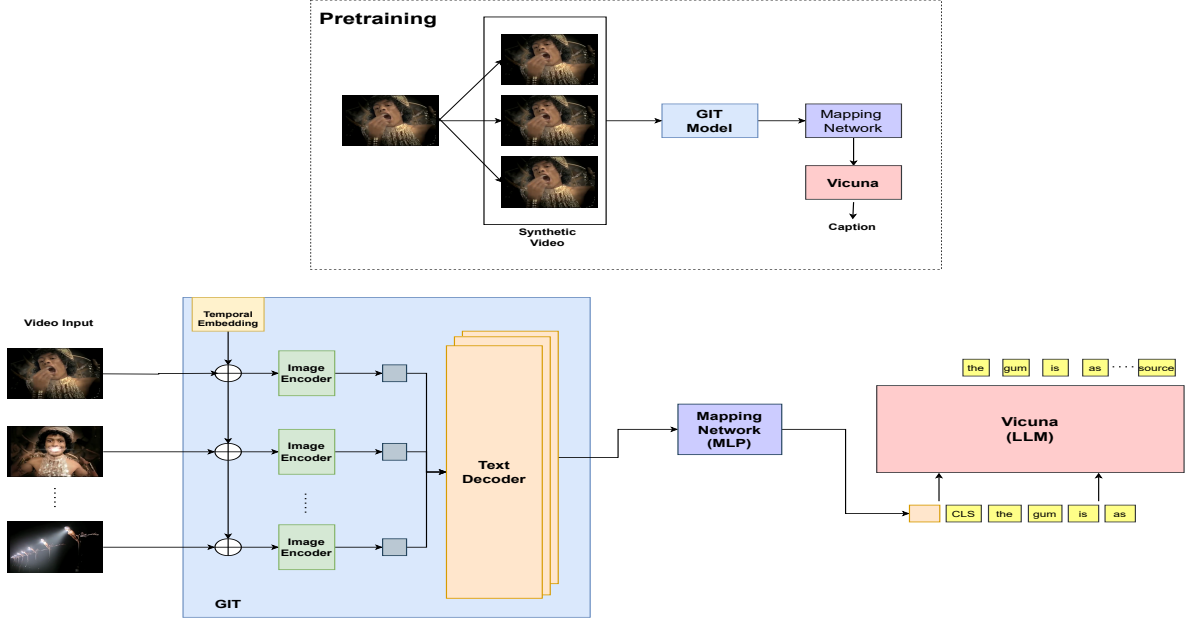 Pretraining
GIT
Model
Mapping
Network
Vicuna
Synthetic
Video
Caption
Video Input
Temporal
Embedding
Image
Encoder
Image
Encoder
Image
Encoder
Text
Decoder
GIT
Mapping
Network
(MLP)
the gum is as source
Vicuna
(LLM)
CLS the gum is as